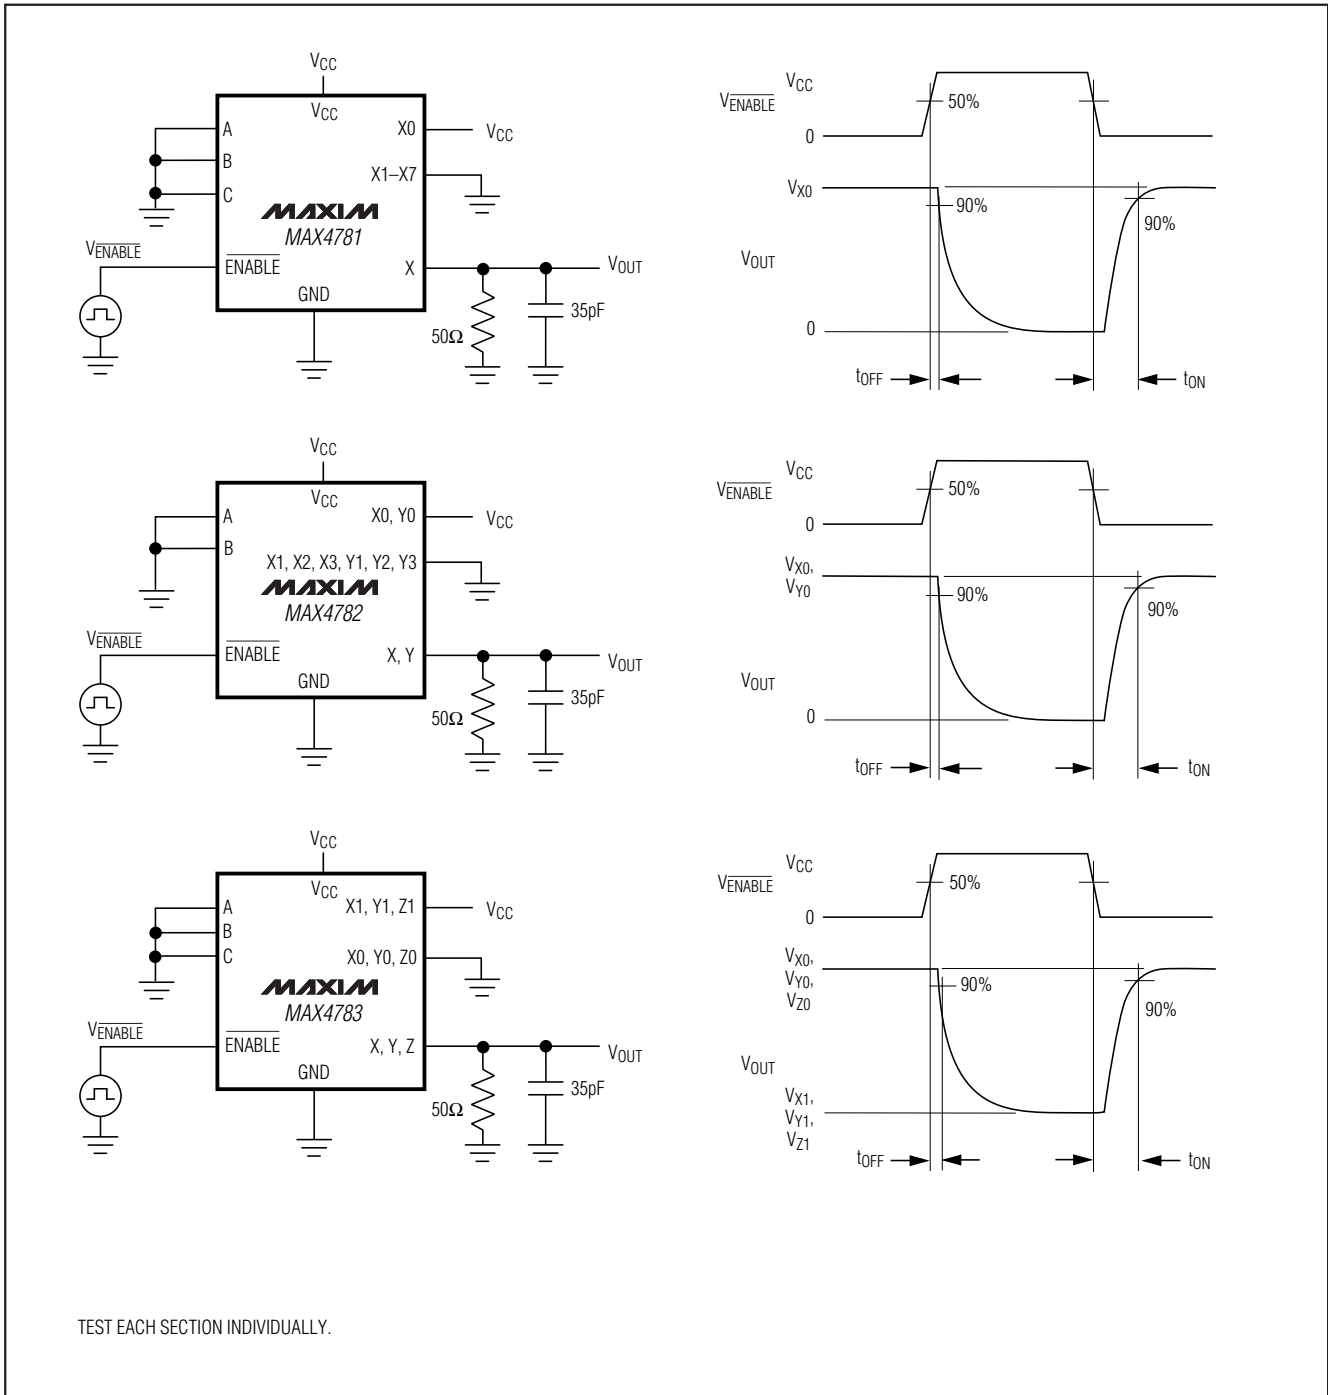 VCC
VCC
A
B
C
X0
VCC
X1–X7
MAXIM
MAX4781
VENABLE
ENABLE
X
VOUT
GND
50Ω
35pF
VENABLE
VCC
50%
0
VX0
90%
90%
VOUT
0
tOFF
tON
VCC
VCC
A
B
X0, Y0
VCC
X1, X2, X3, Y1, Y2, Y3
MAXIM
MAX4782
VENABLE
ENABLE
X, Y
VOUT
GND
50Ω
35pF
VENABLE
VCC
50%
0
VX0,
VY0
90%
90%
VOUT
0
tOFF
tON
VCC
VCC
A
B
C
X1, Y1, Z1
VCC
X0, Y0, Z0
MAXIM
MAX4783
VENABLE
ENABLE
X, Y, Z
VOUT
GND
50Ω
35pF
VENABLE
VCC
50%
0
VX0,
VY0,
VZ0
90%
90%
VOUT
VX1,
VY1,
VZ1
tOFF
tON
TEST EACH SECTION INDIVIDUALLY.